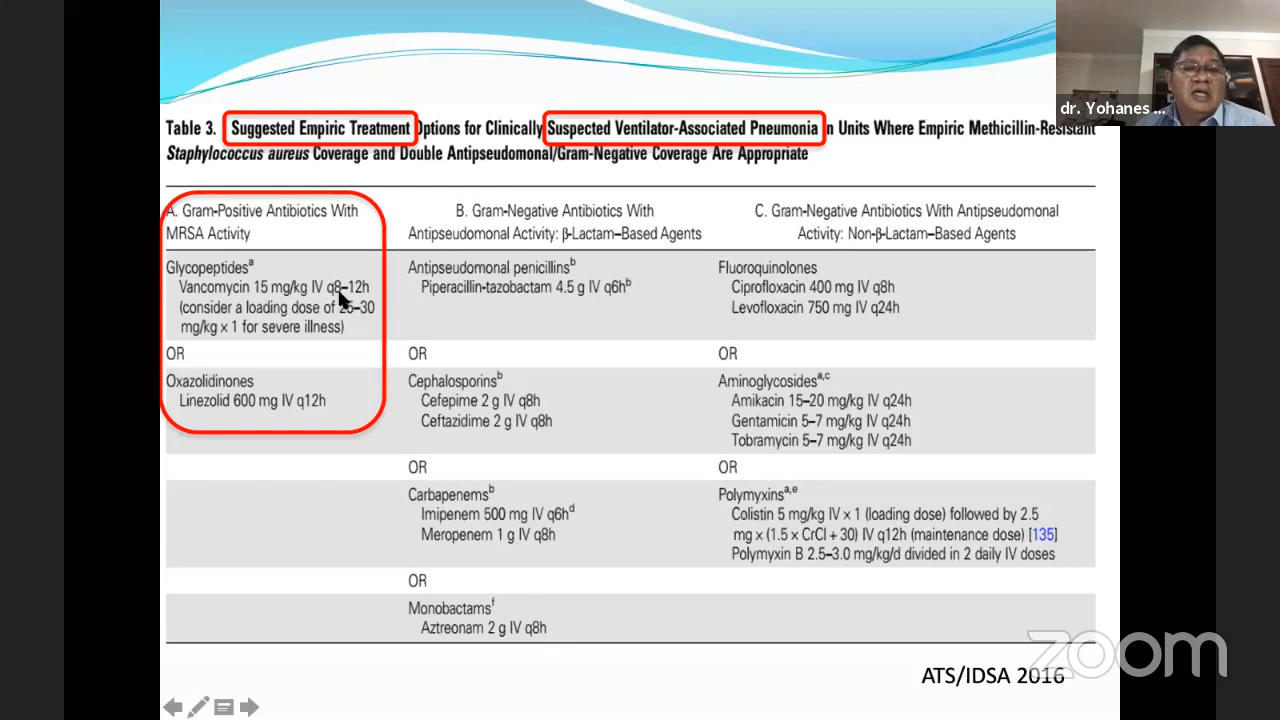 dr. Yohanes ...
Table 3. Suggested Empiric Treatment Options for Clinically Suspected Ventilator-Associated Pneumonia in Units Where Empiric Methicillin-Resistant
Staphylococcus aureus Coverage and Double Antipseudomonal/Gram-Negative Coverage Are Appropriate
A. Gram-Positive Antibiotics With
MRSA Activity
B. Gram-Negative Antibiotics With
Antipseudomonal Activity: β-Lactam–Based Agents
C. Gram-Negative Antibiotics With Antipseudomonal
Activity: Non-β-Lactam–Based Agents
Glycopeptidesᵃ
Vancomycin 15 mg/kg IV q8–12h
(consider a loading dose of 25–30
mg/kg × 1 for severe illness)
Antipseudomonal penicillinsᵇ
Piperacillin-tazobactam 4.5 g IV q6hᵇ
Fluoroquinolones
Ciprofloxacin 400 mg IV q8h
Levofloxacin 750 mg IV q24h
OR
OR
OR
Oxazolidinones
Linezolid 600 mg IV q12h
Cephalosporinsᵇ
Cefepime 2 g IV q8h
Ceftazidime 2 g IV q8h
Aminoglycosidesᵃ,ᶜ
Amikacin 15–20 mg/kg IV q24h
Gentamicin 5–7 mg/kg IV q24h
Tobramycin 5–7 mg/kg IV q24h
OR
OR
Carbapenemsᵇ
Imipenem 500 mg IV q6hᵈ
Meropenem 1 g IV q8h
Polymyxinsᵃ,ᵉ
Colistin 5 mg/kg IV × 1 (loading dose) followed by 2.5
mg × (1.5 × CrCl + 30) IV q12h (maintenance dose) [135]
Polymyxin B 2.5–3.0 mg/kg/d divided in 2 daily IV doses
OR
Monobactamsᶠ
Aztreonam 2 g IV q8h
ATS/IDSA 2016
zoom